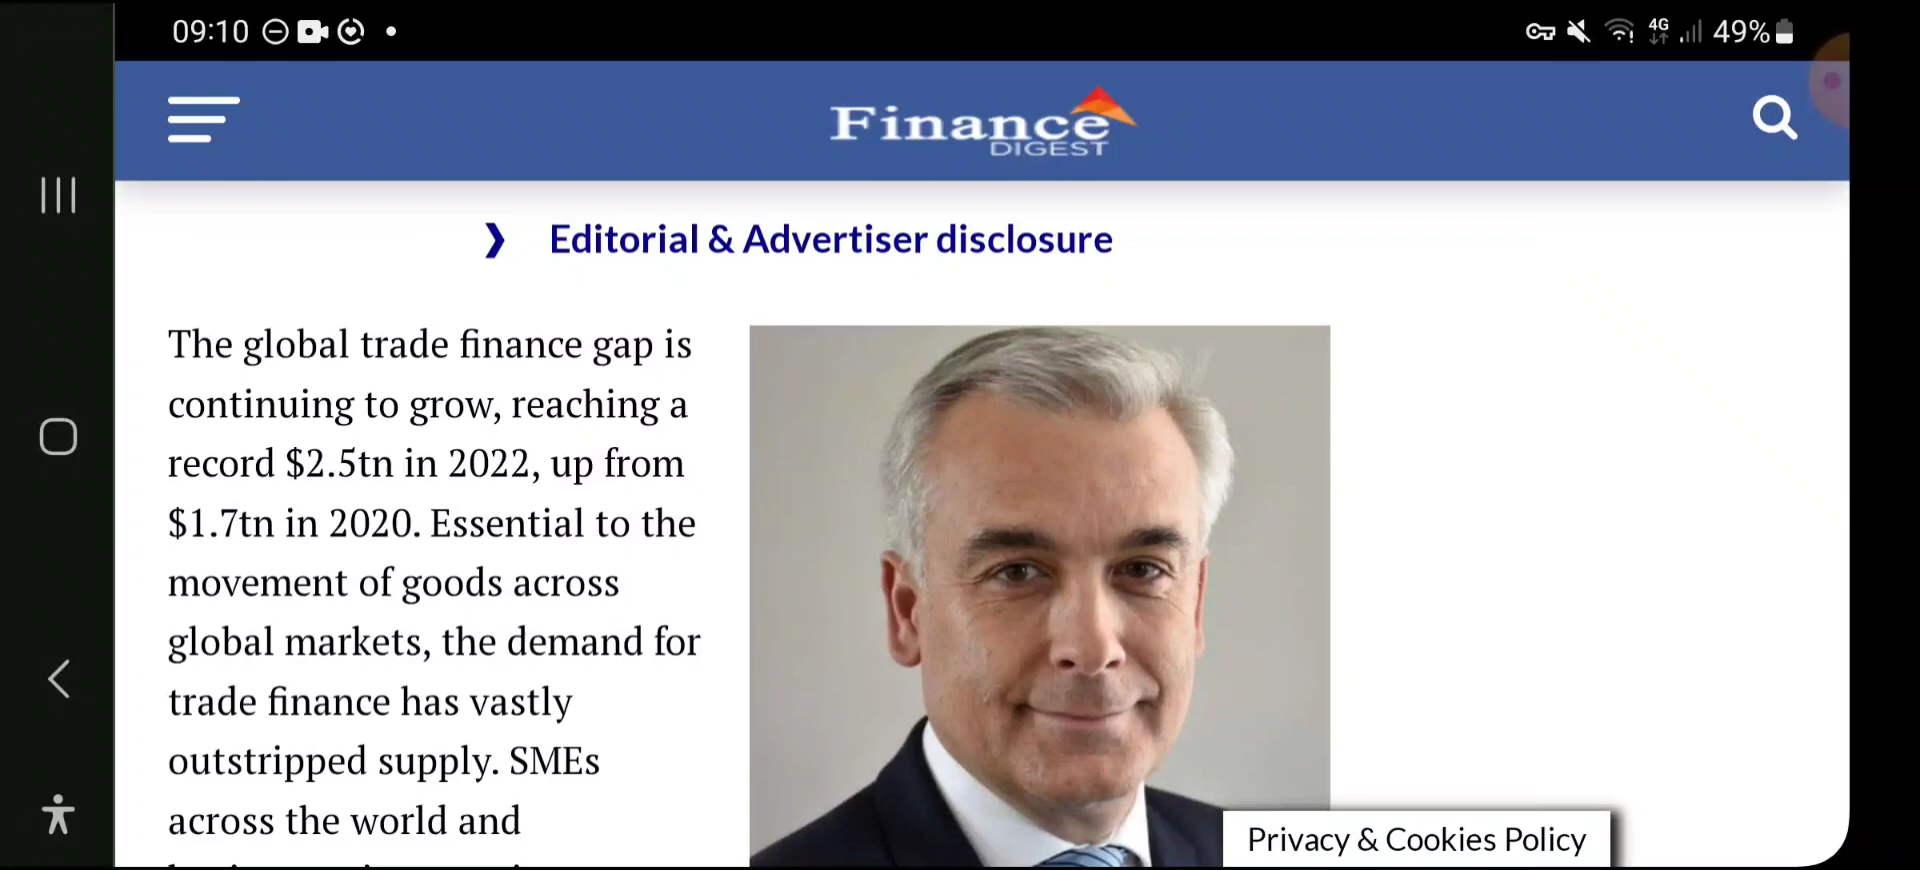 09:10
4G
49%
Finance
DIGEST
❯ Editorial & Advertiser disclosure
The global trade finance gap is
continuing to grow, reaching a
record $2.5tn in 2022, up from
$1.7tn in 2020. Essential to the
movement of goods across
global markets, the demand for
trade finance has vastly
outstripped supply. SMEs
across the world and
Privacy & Cookies Policy